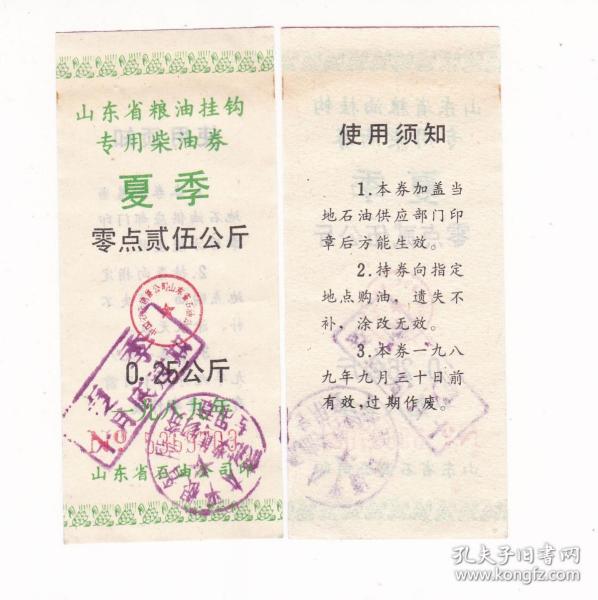 山东省粮油挂钩
专用柴油券
夏季
零点贰伍公斤
0.25公斤
一九八九年
No 5369703
山东省石油公司印
使用须知
1.本券加盖当
地石油供应部门印
章后方能生效。
2.持券向指定
地点购油，遗失不
补，涂改无效。
3.本券一九八
九年九月三十日前
有效，过期作废。
孔夫子旧书网
www.kongfz.com